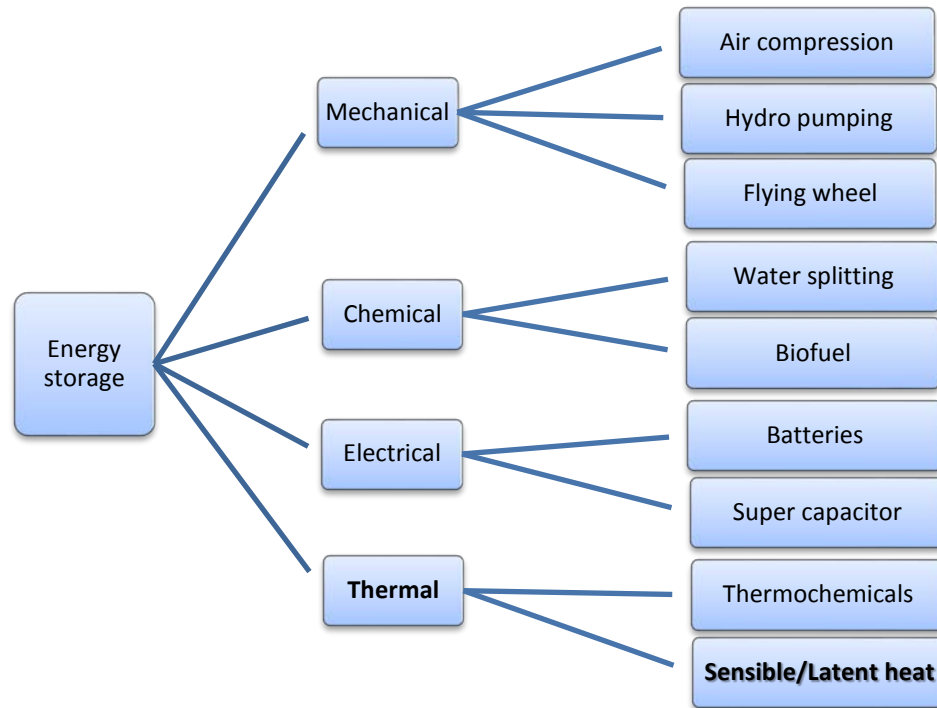 Energy
storage
Mechanical
Air compression
Hydro pumping
Flying wheel
Chemical
Water splitting
Biofuel
Electrical
Batteries
Super capacitor
Thermal
Thermochemicals
Sensible/Latent heat